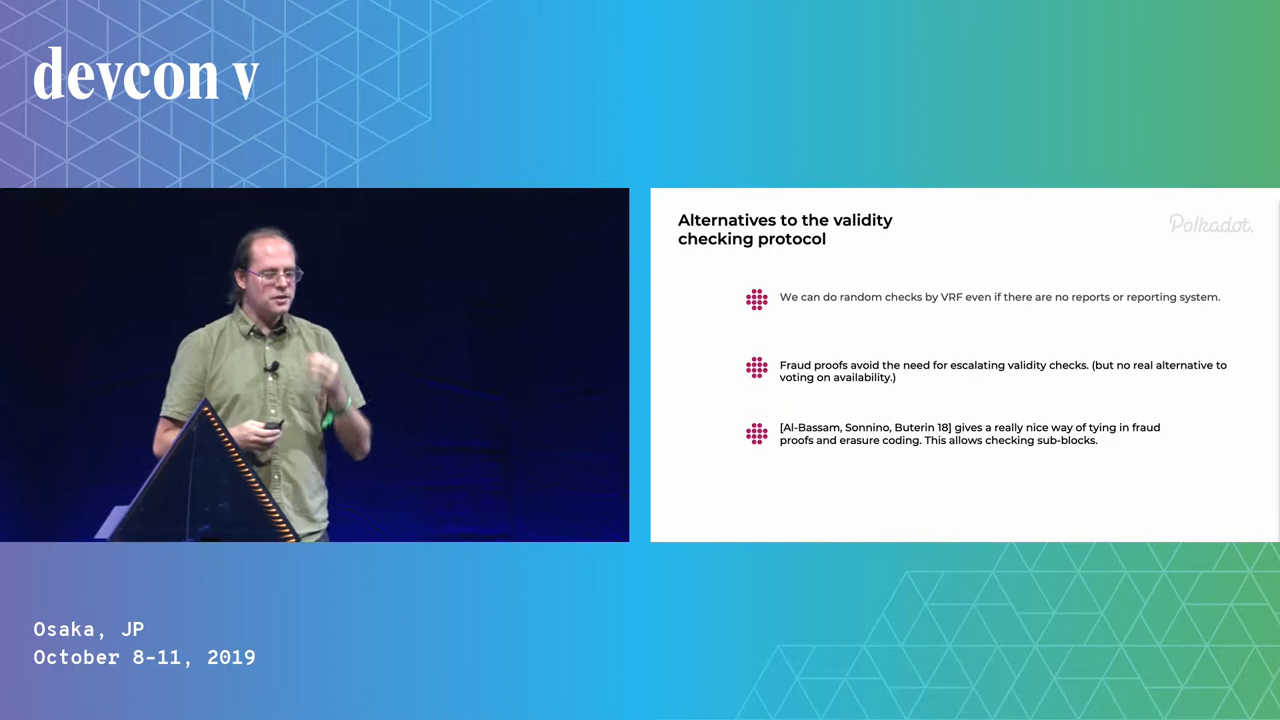 devcon v
Alternatives to the validity
checking protocol
Polkadot.
We can do random checks by VRF even if there are no reports or reporting system.
Fraud proofs avoid the need for escalating validity checks. (but no real alternative to
voting on availability.)
[Al-Bassam, Sonnino, Buterin 18] gives a really nice way of tying in fraud
proofs and erasure coding. This allows checking sub-blocks.
Osaka, JP
October 8-11, 2019